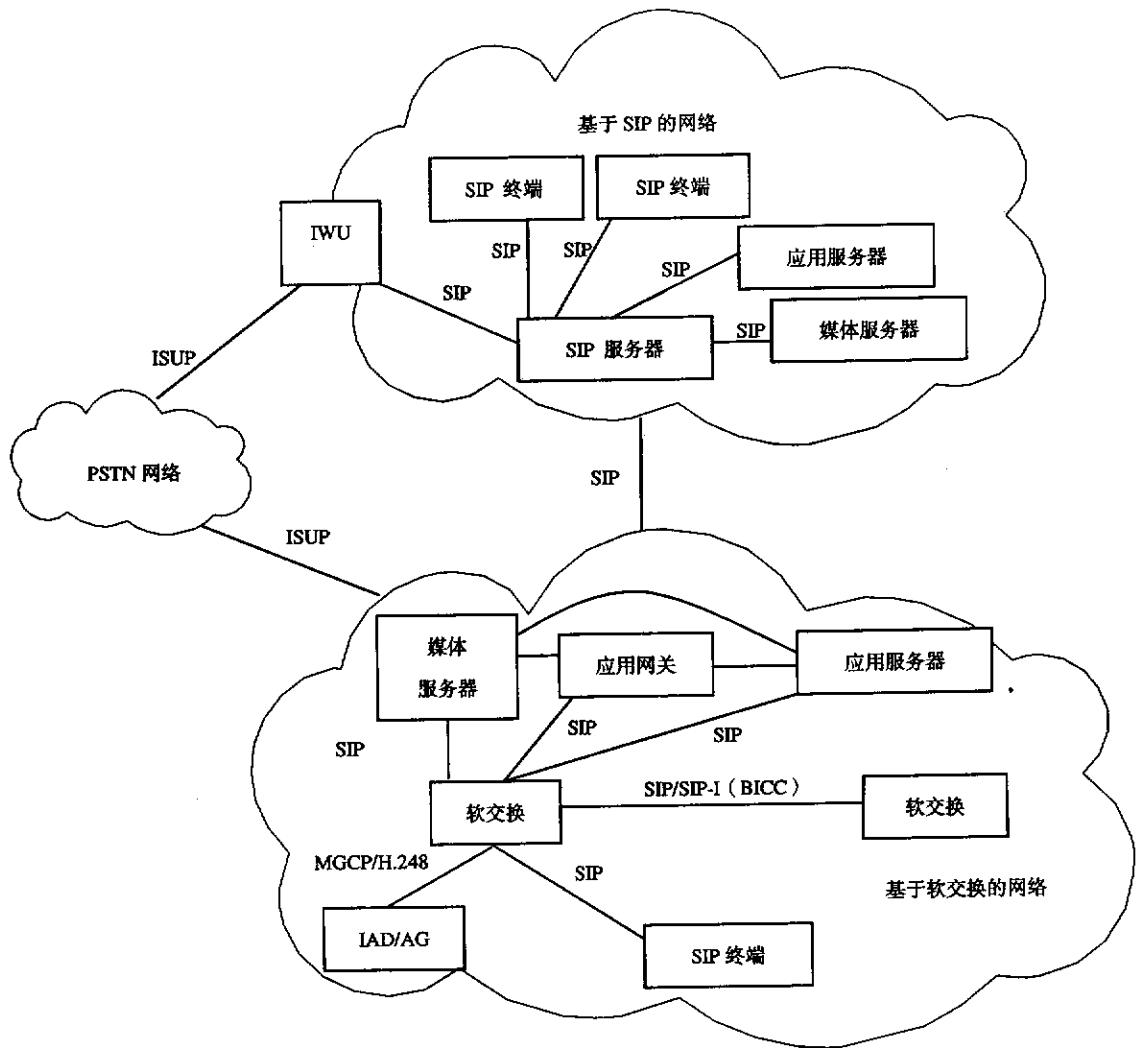 基于 SIP 的网络
SIP 终端
SIP 终端
IWU
SIP
SIP
应用服务器
SIP
SIP
SIP
媒体服务器
SIP 服务器
ISUP
PSTN 网络
SIP
ISUP
媒体
服务器
应用网关
应用服务器
SIP
SIP
SIP
SIP/SIP-I（BICC）
软交换
软交换
MGCP/H.248
SIP
基于软交换的网络
IAD/AG
SIP 终端